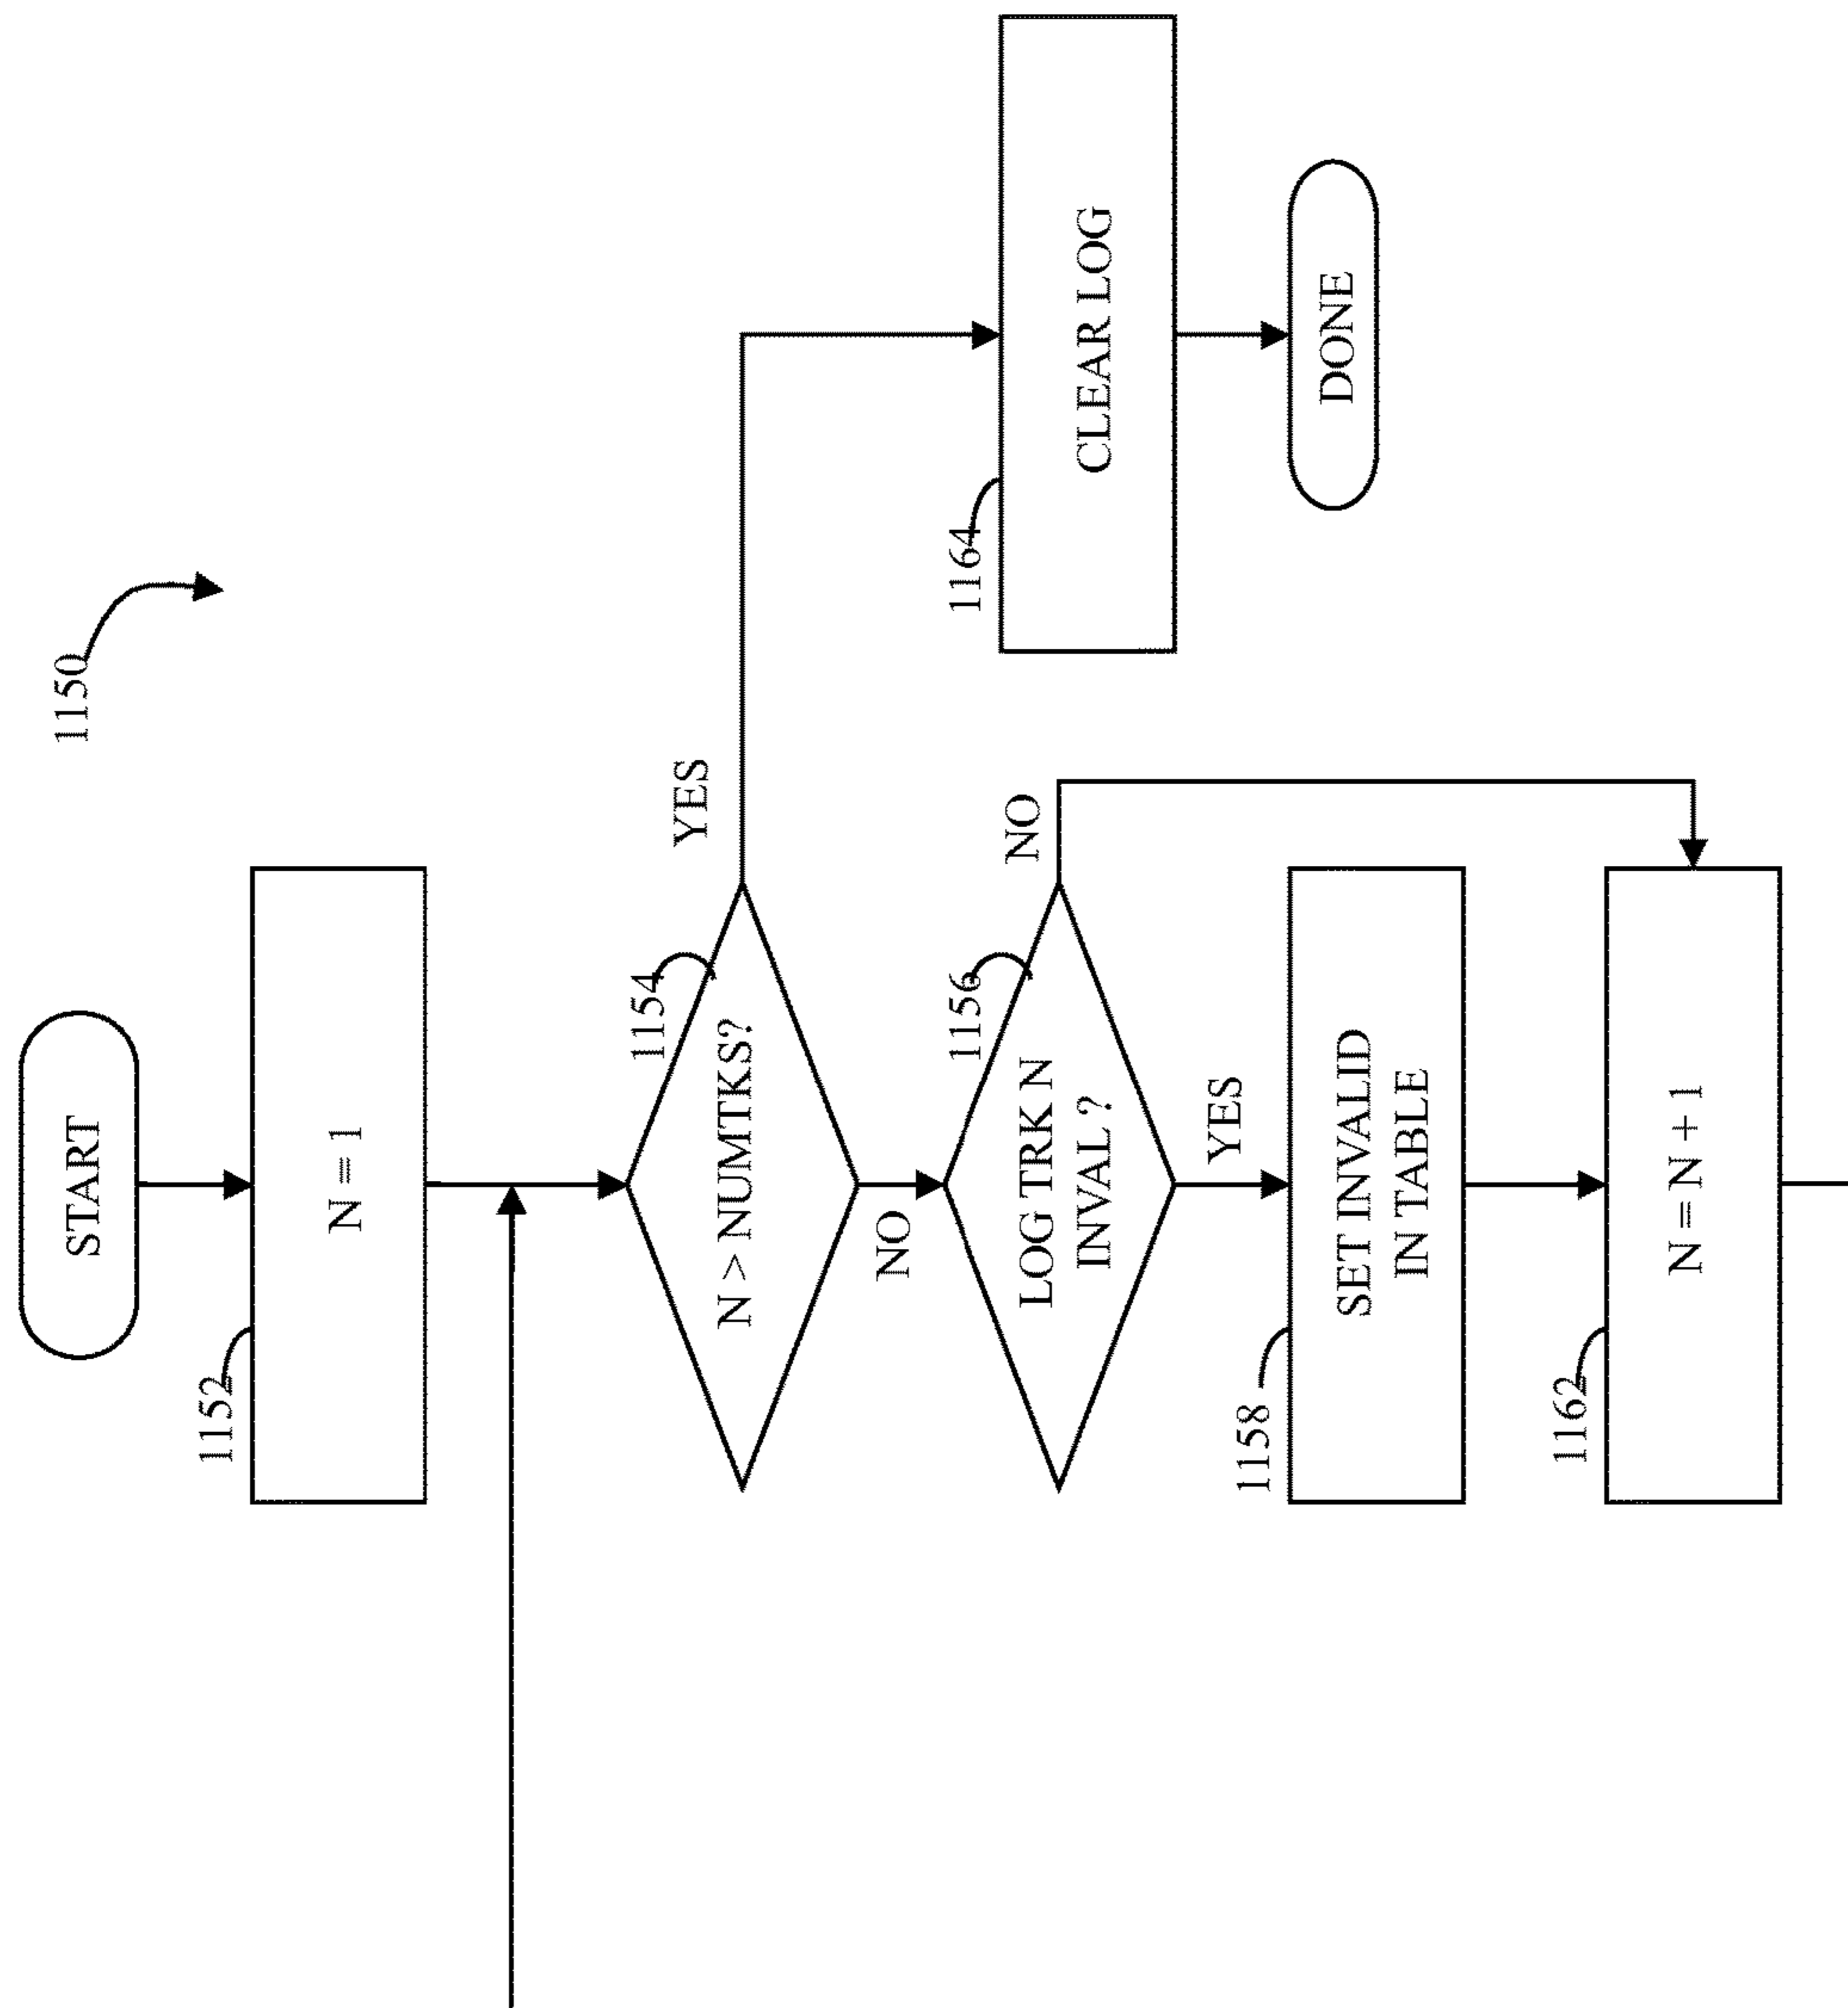 1150
START
1152
N = 1
1154
N > NUMTKS?
YES
NO
1156
LOG TRK N
INVAL ?
NO
YES
1158
SET INVALID
IN TABLE
1162
N = N + 1
1164
CLEAR LOG
DONE